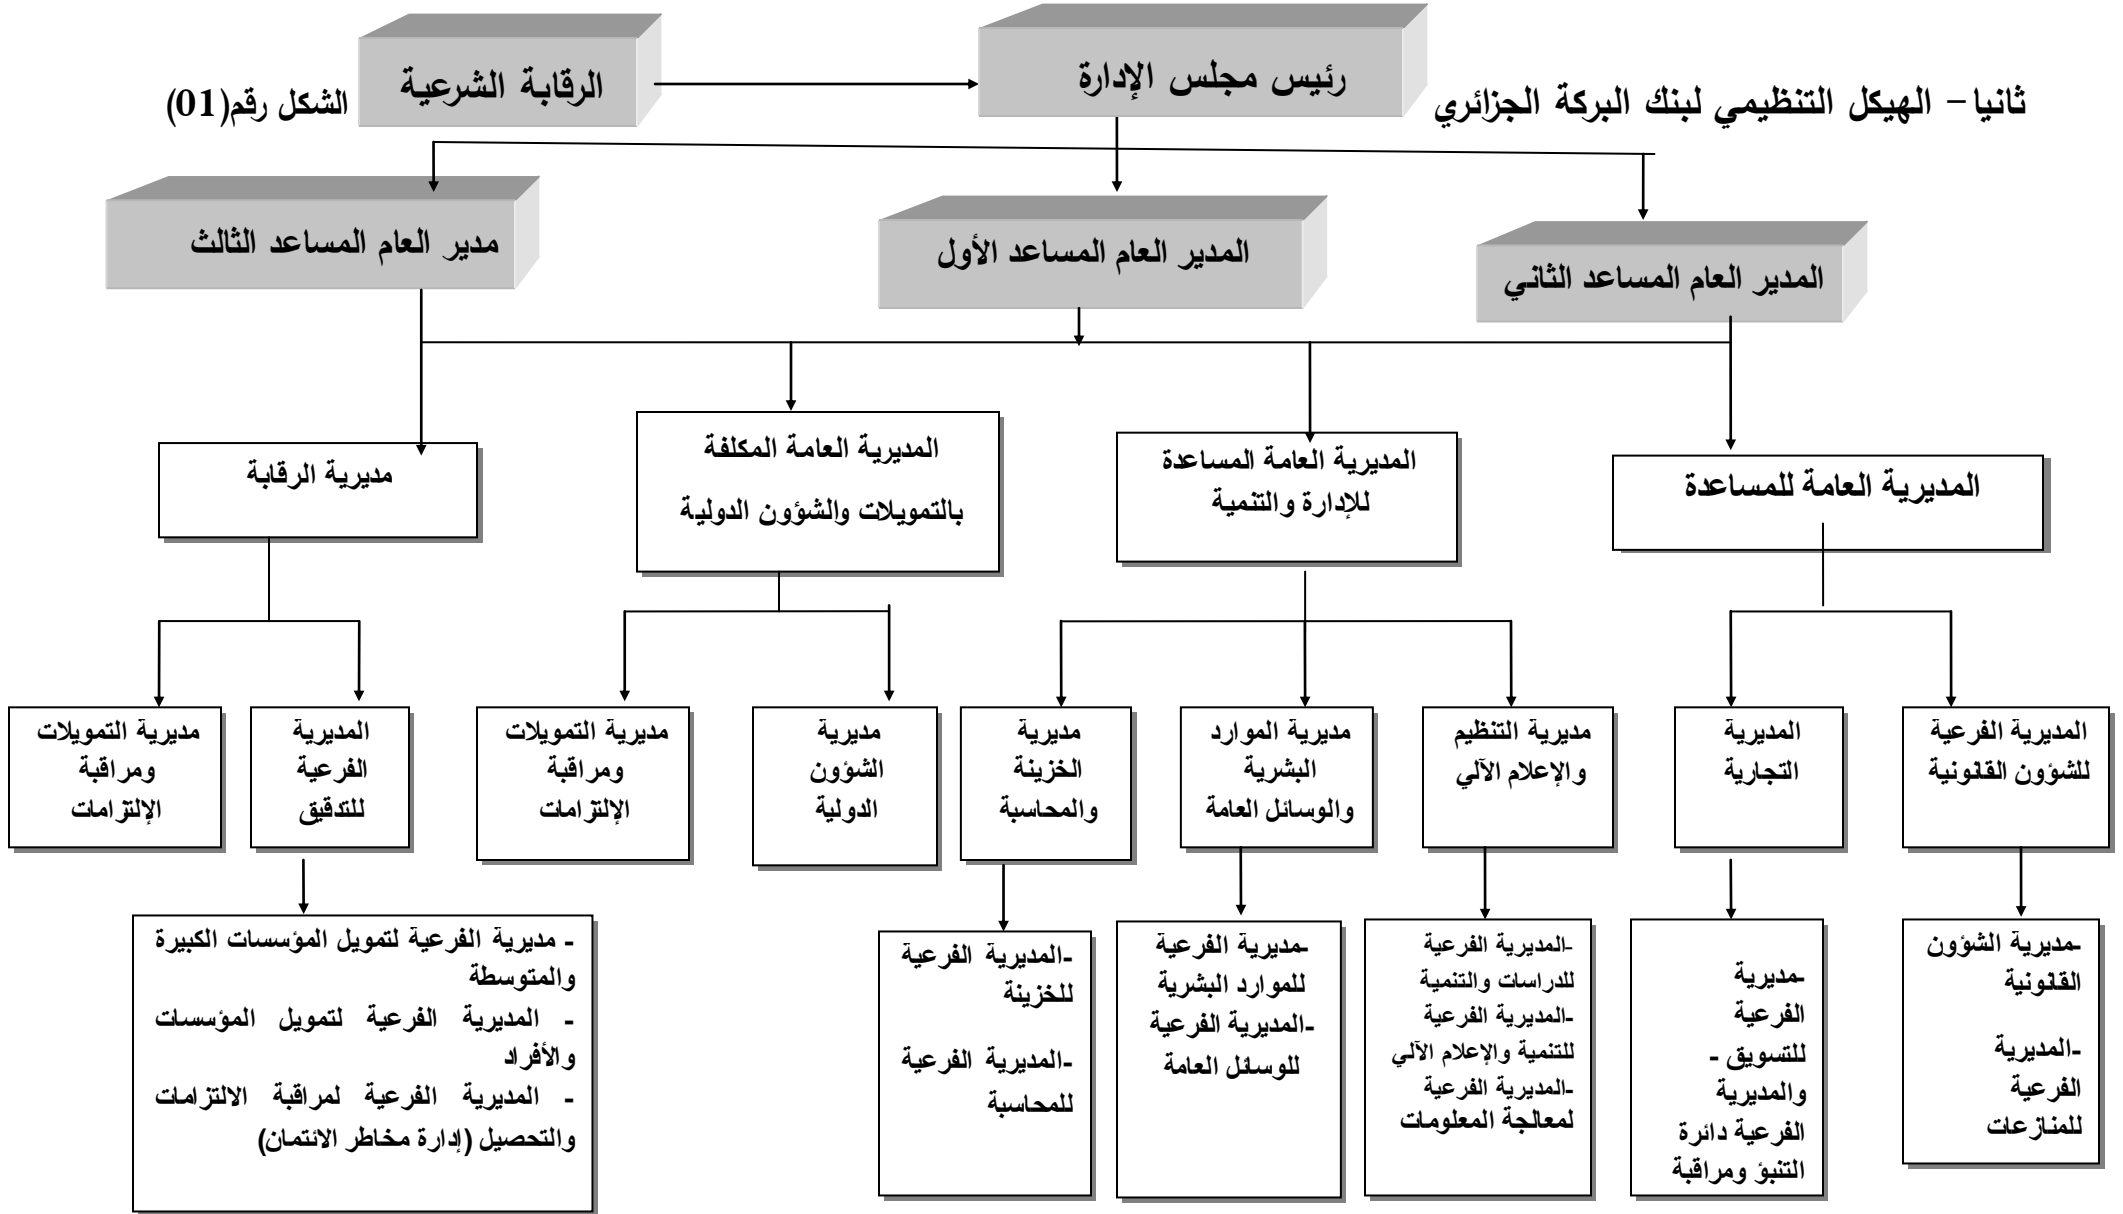 ثانيا – الهيكل التنظيمي لبنك البركة الجزائري
رئيس مجلس الإدارة
الرقابة الشرعية
الشكل رقم(01)
المدير العام المساعد الثاني
المدير العام المساعد الأول
مدير العام المساعد الثالث
المديرية العامة للمساعدة
المديرية العامة المساعدة
للإدارة والتنمية
المديرية العامة المكلفة
بالتمويلات والشؤون الدولية
مديرية الرقابة
المديرية الفرعية
للشؤون القانونية
المديرية
التجارية
مديرية التنظيم
والإعلام الآلي
مديرية الموارد
البشرية
والوسائل العامة
مديرية
الخزينة
والمحاسبة
مديرية
الشؤون
الدولية
مديرية التمويلات
ومراقبة
الإلتزامات
المديرية
الفرعية
للتدقيق
مديرية التمويلات
ومراقبة
الإلتزامات
-مديرية الشؤون
القانونية
-المديرية
الفرعية
للمنازعات
-مديرية
الفرعية
للتسويق -
والمديرية
الفرعية دائرة
التنبؤ ومراقبة
-المديرية الفرعية
للدراسات والتنمية
-المديرية الفرعية
للتنمية والإعلام الآلي
-المديرية الفرعية
لمعالجة المعلومات
-مديرية الفرعية
للموارد البشرية
-المديرية الفرعية
للوسائل العامة
-المديرية الفرعية
للخزينة
-المديرية الفرعية
للمحاسبة
- مديرية الفرعية لتمويل المؤسسات الكبيرة
والمتوسطة
- المديرية الفرعية لتمويل المؤسسات
والأفراد
- المديرية الفرعية لمراقبة الالتزامات
والتحصيل (إدارة مخاطر الائتمان)